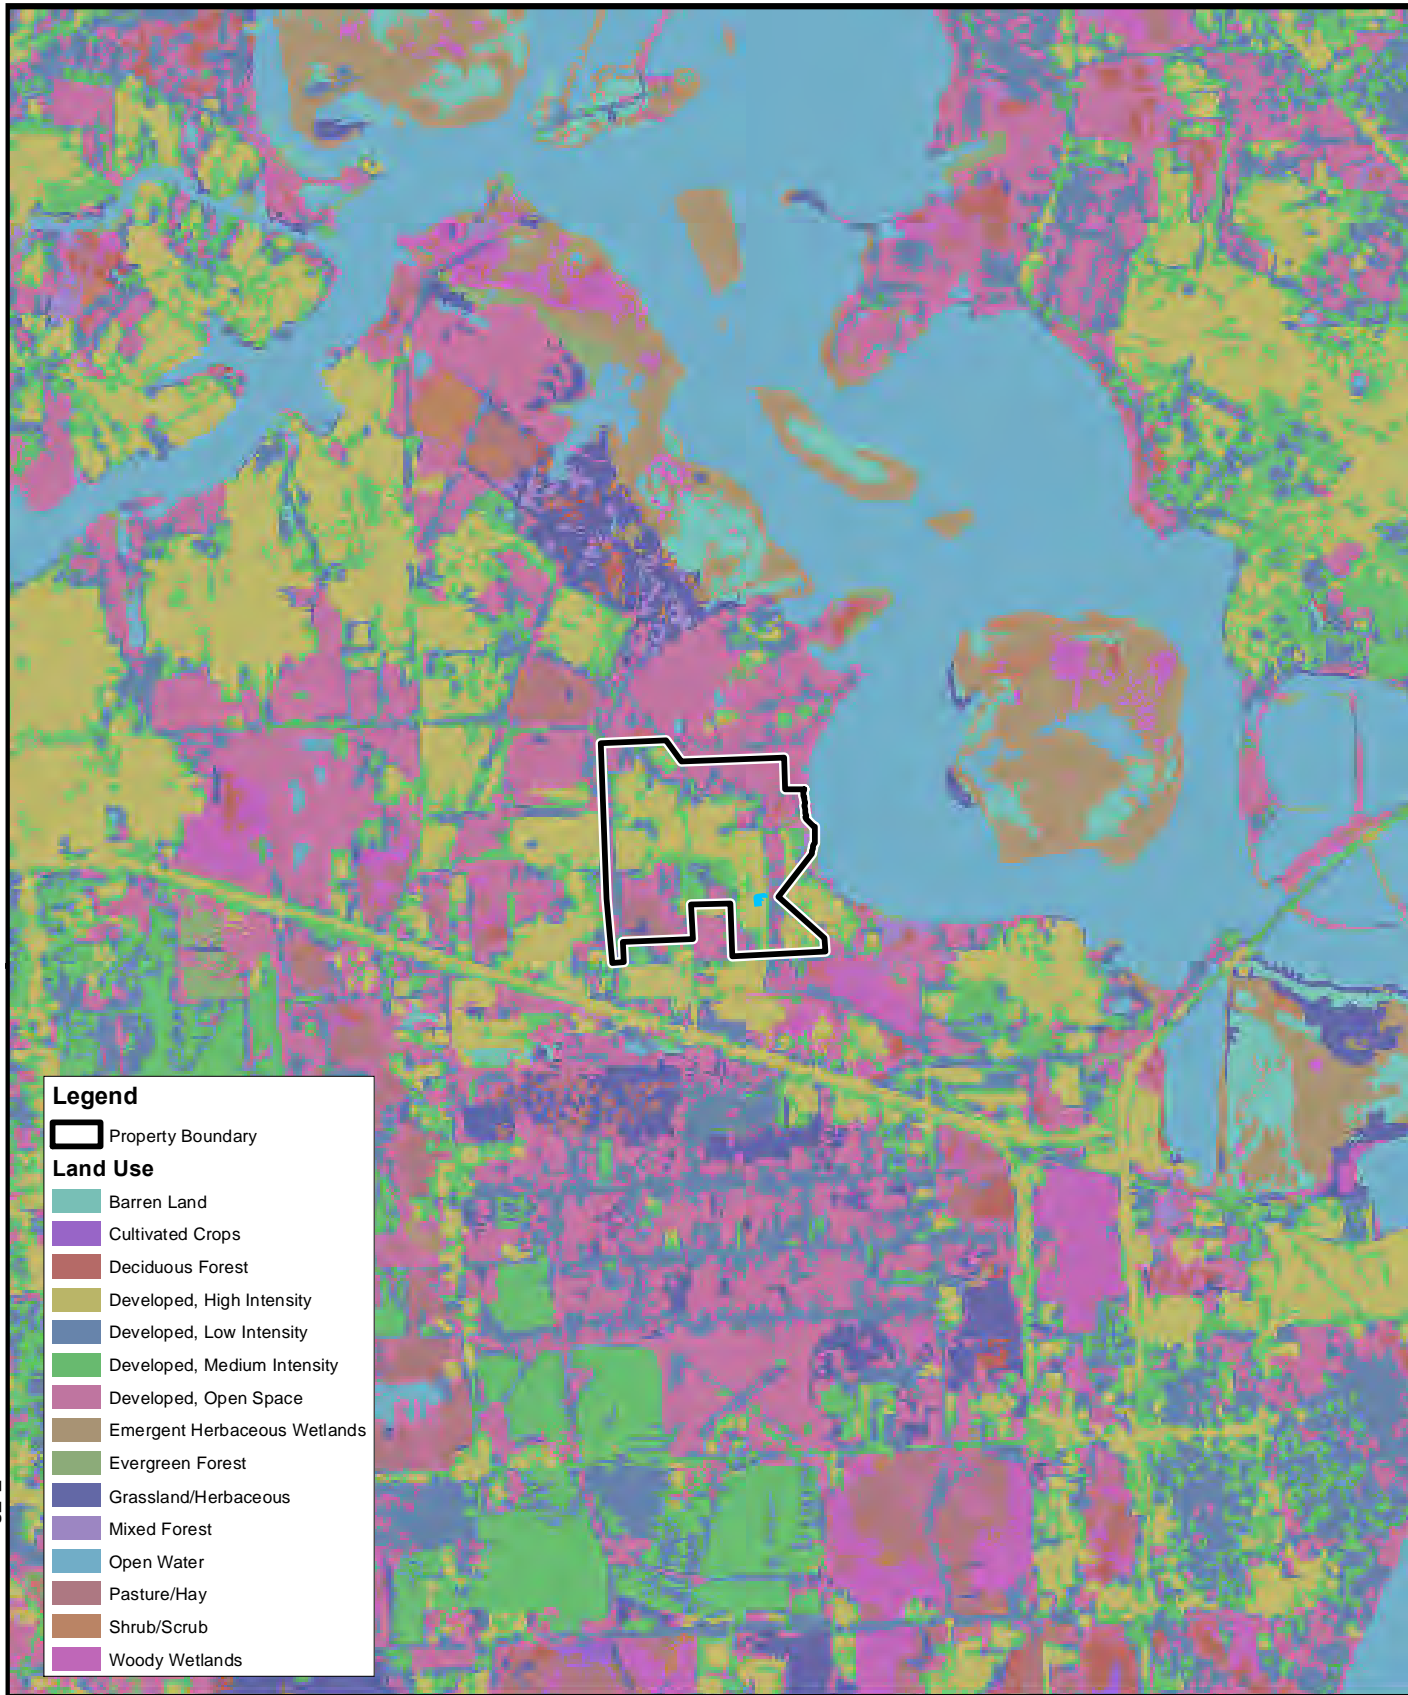 Legend
Property Boundary
Land Use
Barren Land
Cultivated Crops
Deciduous Forest
Developed, High Intensity
Developed, Low Intensity
Developed, Medium Intensity
Developed, Open Space
Emergent Herbaceous Wetlands
Evergreen Forest
Grassland/Herbaceous
Mixed Forest
Open Water
Pasture/Hay
Shrub/Scrub
Woody Wetlands